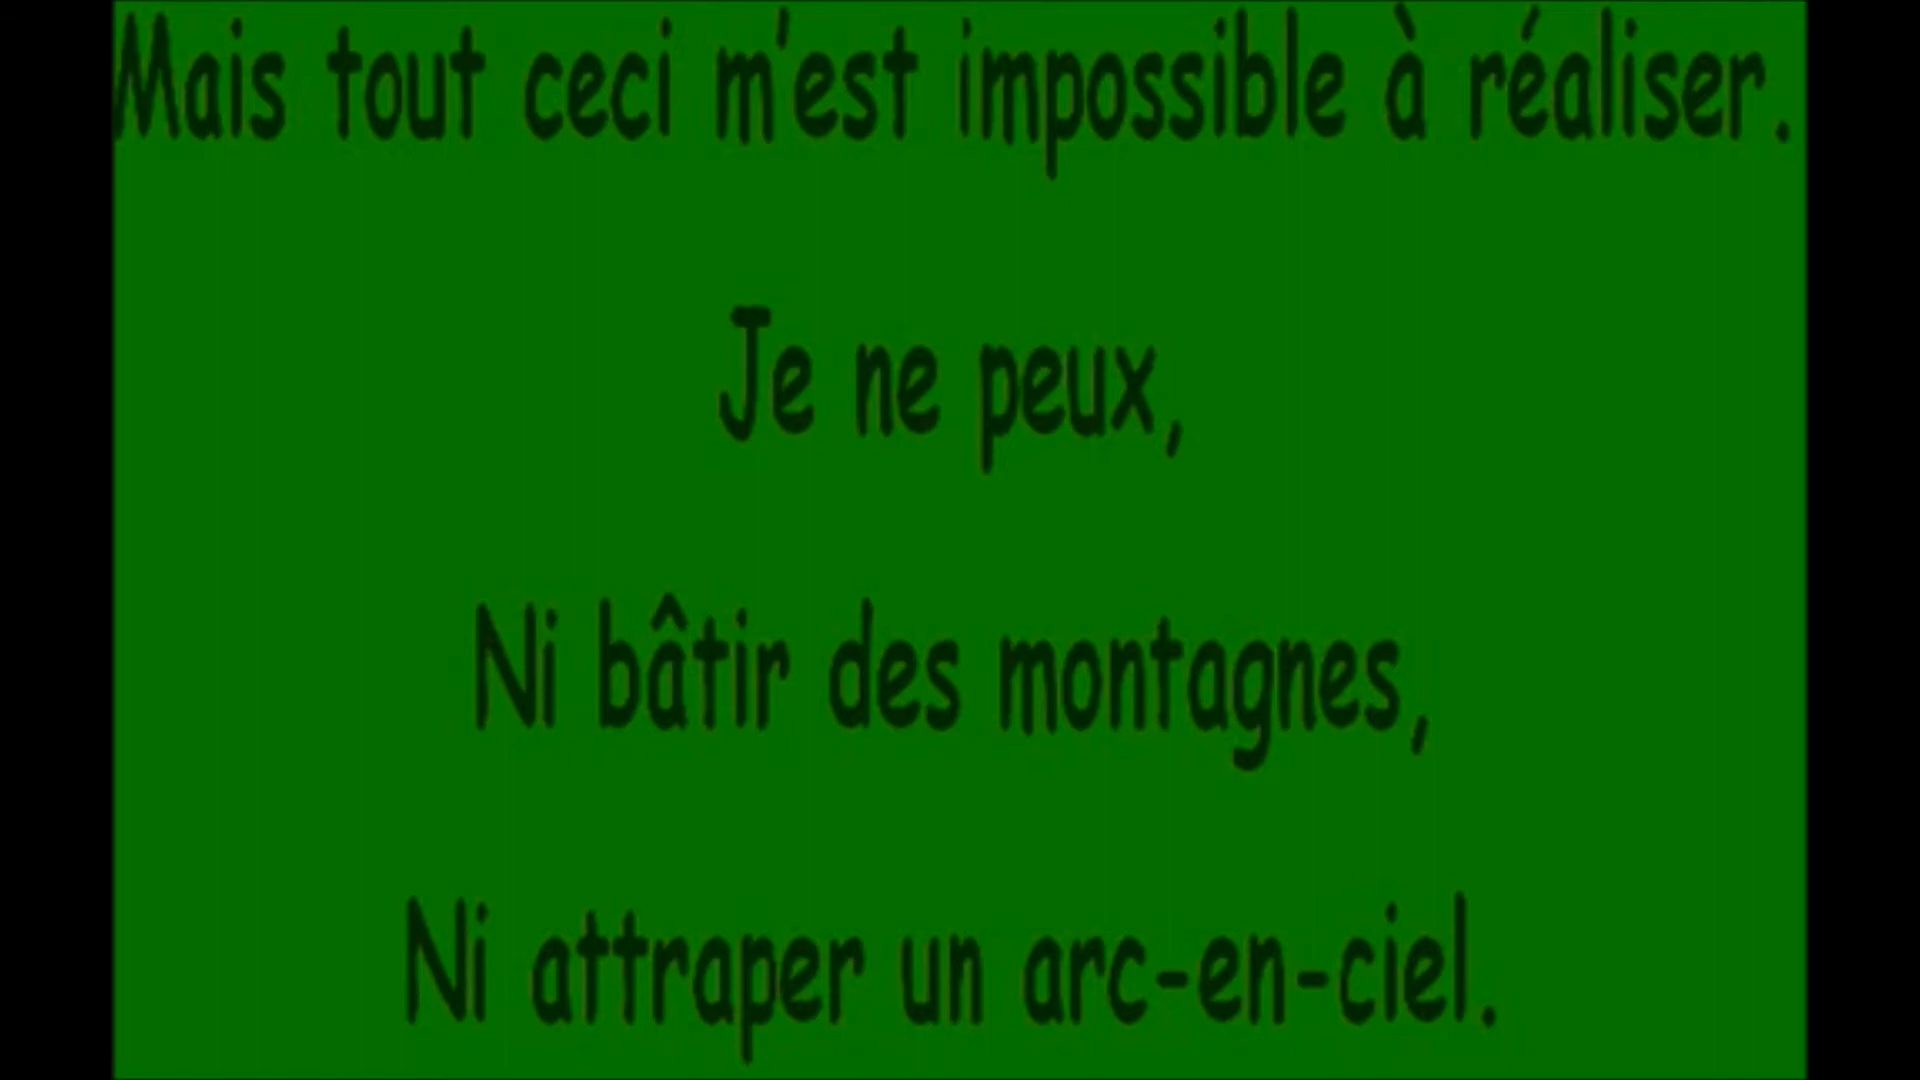 Mais tout ceci m'est impossible à réaliser.
Je ne peux,
Ni bâtir des montagnes,
Ni attraper un arc-en-ciel.